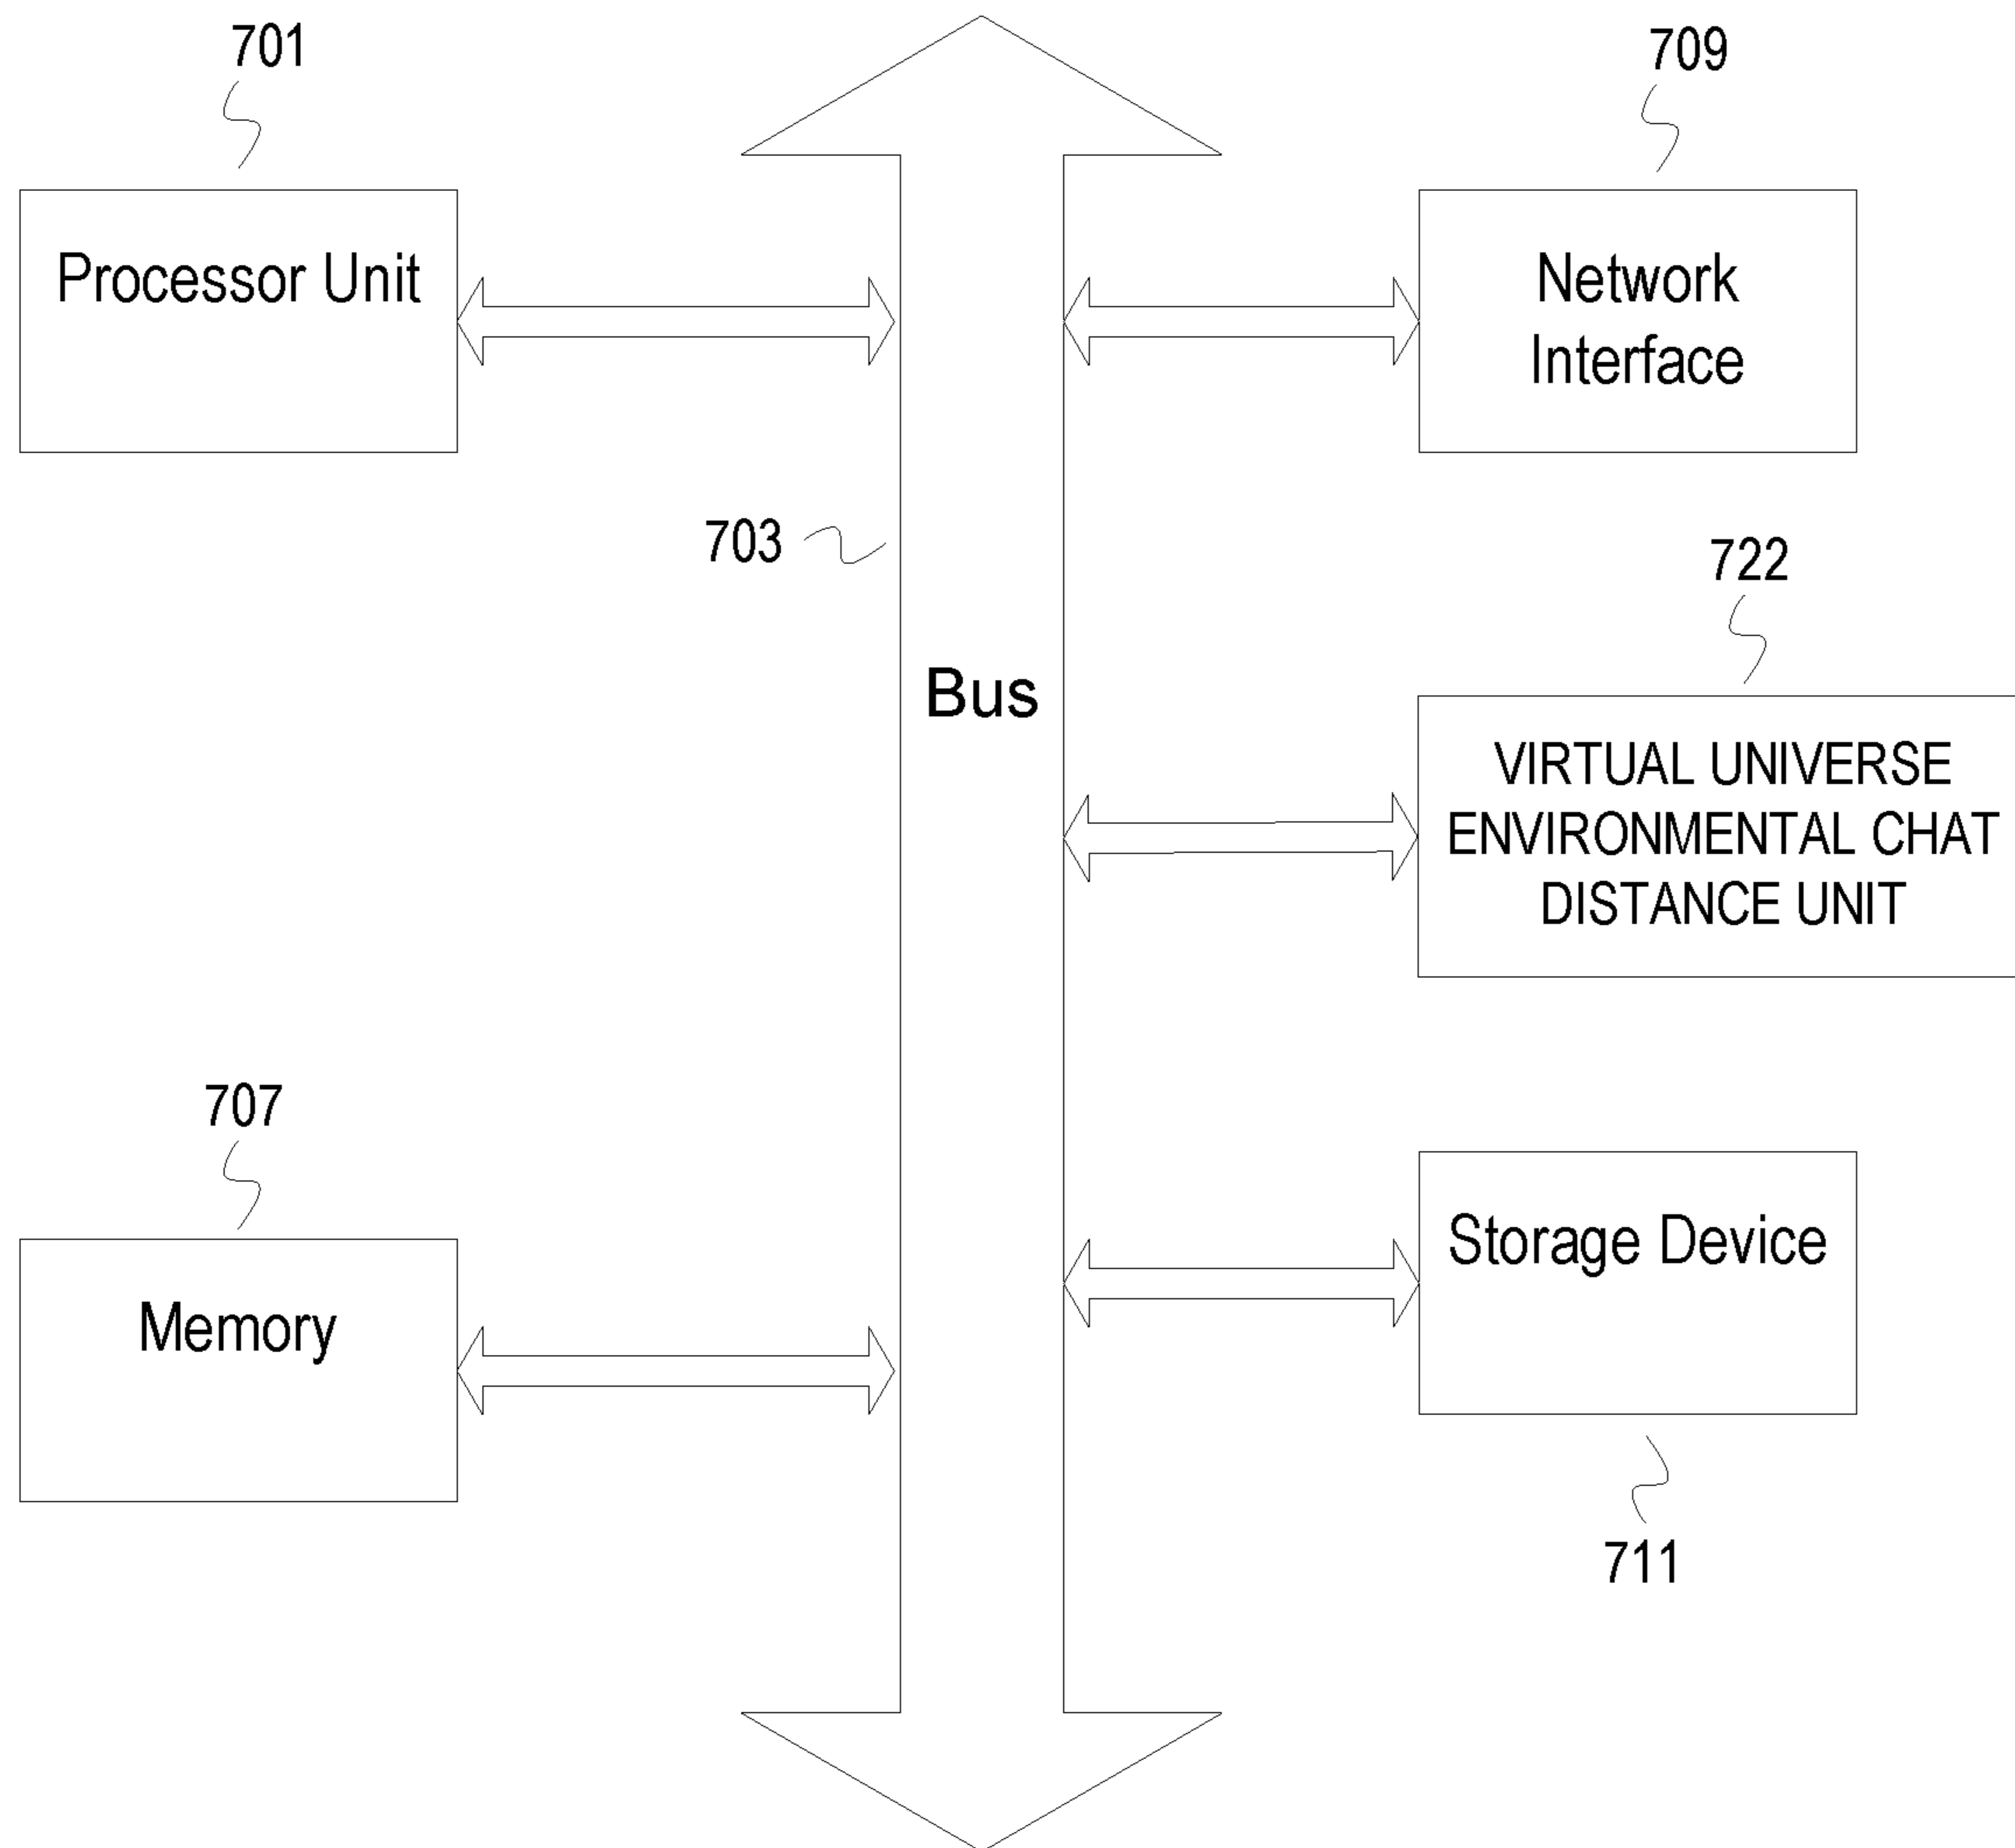 701
709
Processor Unit
Network
Interface
703
722
Bus
VIRTUAL UNIVERSE
ENVIRONMENTAL CHAT
DISTANCE UNIT
707
Storage Device
Memory
711